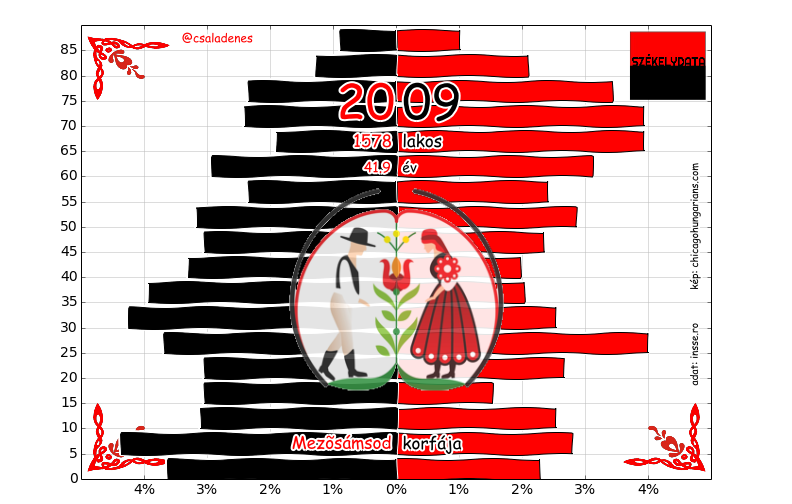 @csaladenes
SZÉKELYDATA
2009
1578 lakos
41.9 év
kép: chicagohungarians.com
adat: insse.ro
Mezõsámsod korfája
85
80
75
70
65
60
55
50
45
40
35
30
25
20
15
10
5
0
4% 3% 2% 1% 0% 1% 2% 3% 4%